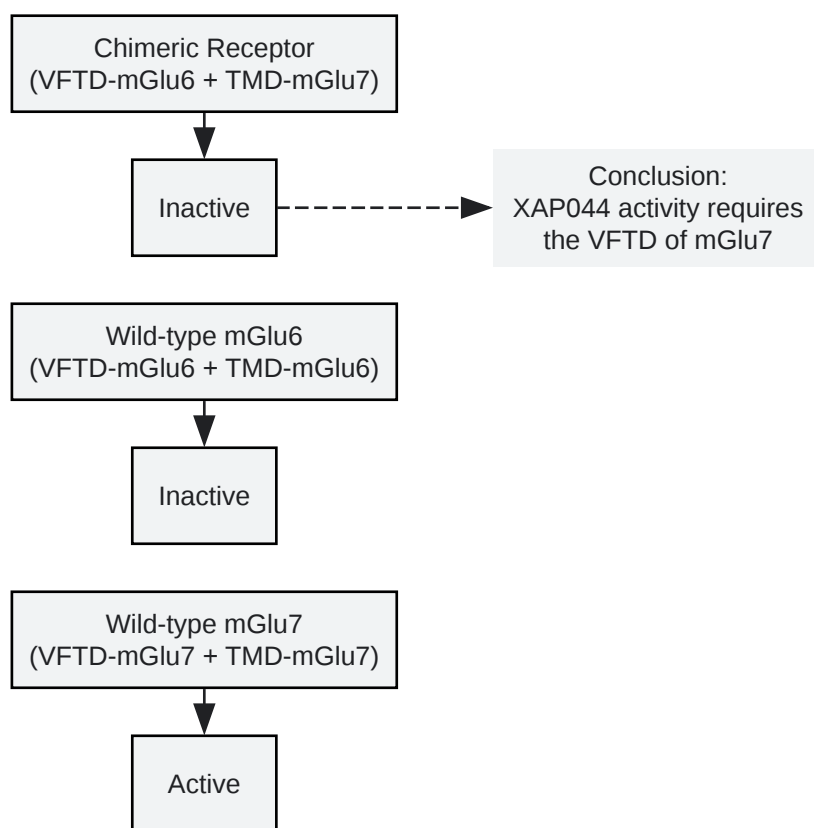 Chimeric Receptor
(VFTD-mGlu6 + TMD-mGlu7)
Inactive
Conclusion:
XAP044 activity requires
the VFTD of mGlu7
Wild-type mGlu6
(VFTD-mGlu6 + TMD-mGlu6)
Inactive
Wild-type mGlu7
(VFTD-mGlu7 + TMD-mGlu7)
Active